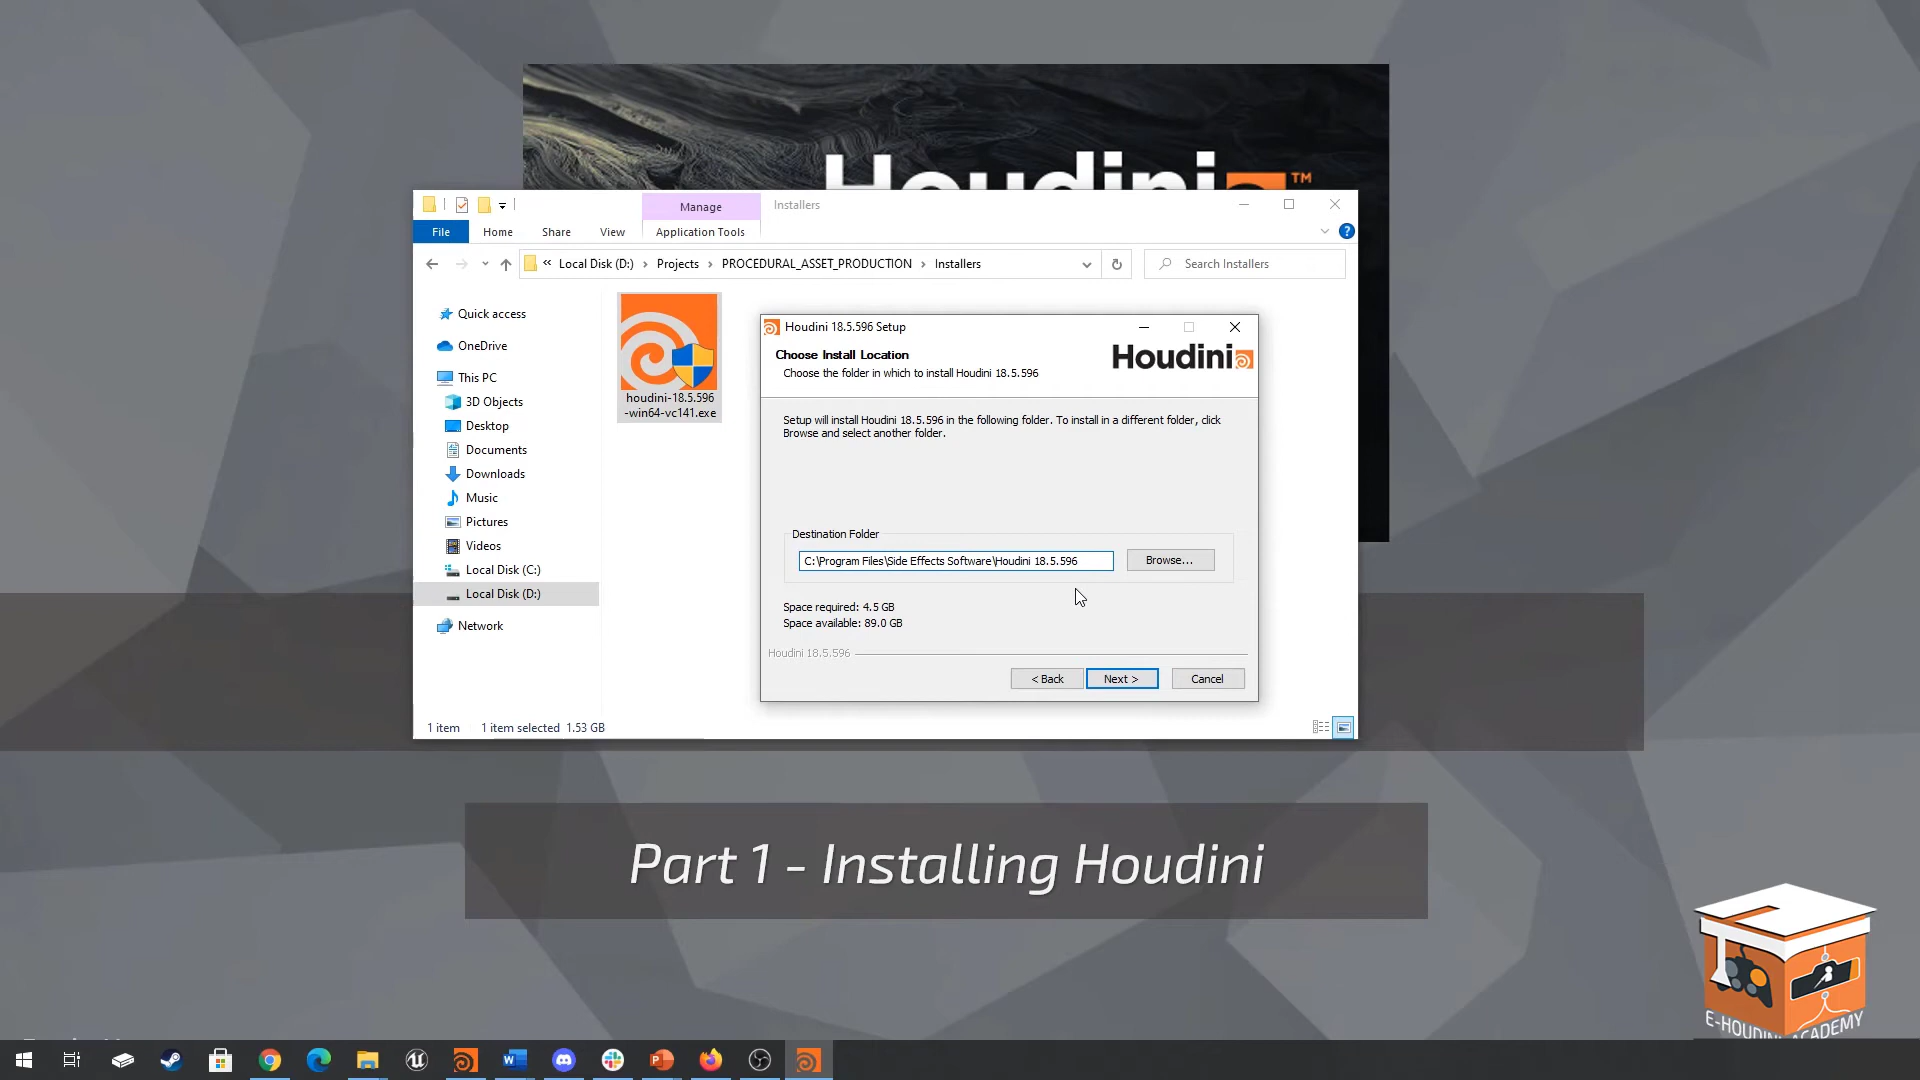 Houdini™
Manage
Installers
File
Home
Share
View
Application Tools
« Local Disk (D:) › Projects › PROCEDURAL_ASSET_PRODUCTION › Installers
Search Installers
Quick access
OneDrive
This PC
3D Objects
Desktop
Documents
Downloads
Music
Pictures
Videos
Local Disk (C:)
Local Disk (D:)
Network
houdini-18.5.596
-win64-vc141.exe
1 item
1 item selected 1.53 GB
Houdini 18.5.596 Setup
Choose Install Location
Choose the folder in which to install Houdini 18.5.596
Houdini
Setup will install Houdini 18.5.596 in the following folder. To install in a different folder, click
Browse and select another folder.
Destination Folder
C:\Program Files\Side Effects Software\Houdini 18.5.596
Browse...
Space required: 4.5 GB
Space available: 89.0 GB
Houdini 18.5.596
< Back
Next >
Cancel
Part 1 - Installing Houdini
E-HOUDINI ACADEMY